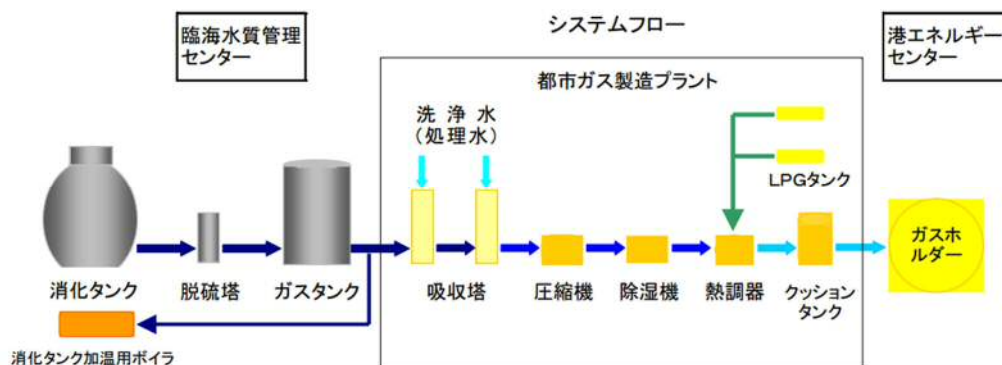 システムフロー
臨海水質管理
センター
港エネルギー
センター
都市ガス製造プラント
洗浄水
(処理水)
LPGタンク
ガスホ
ルダー
消化タンク
脱硫塔
ガスタンク
吸収塔
圧縮機
除湿機
熱調器
クッション
タンク
消化タンク加温用ボイラ